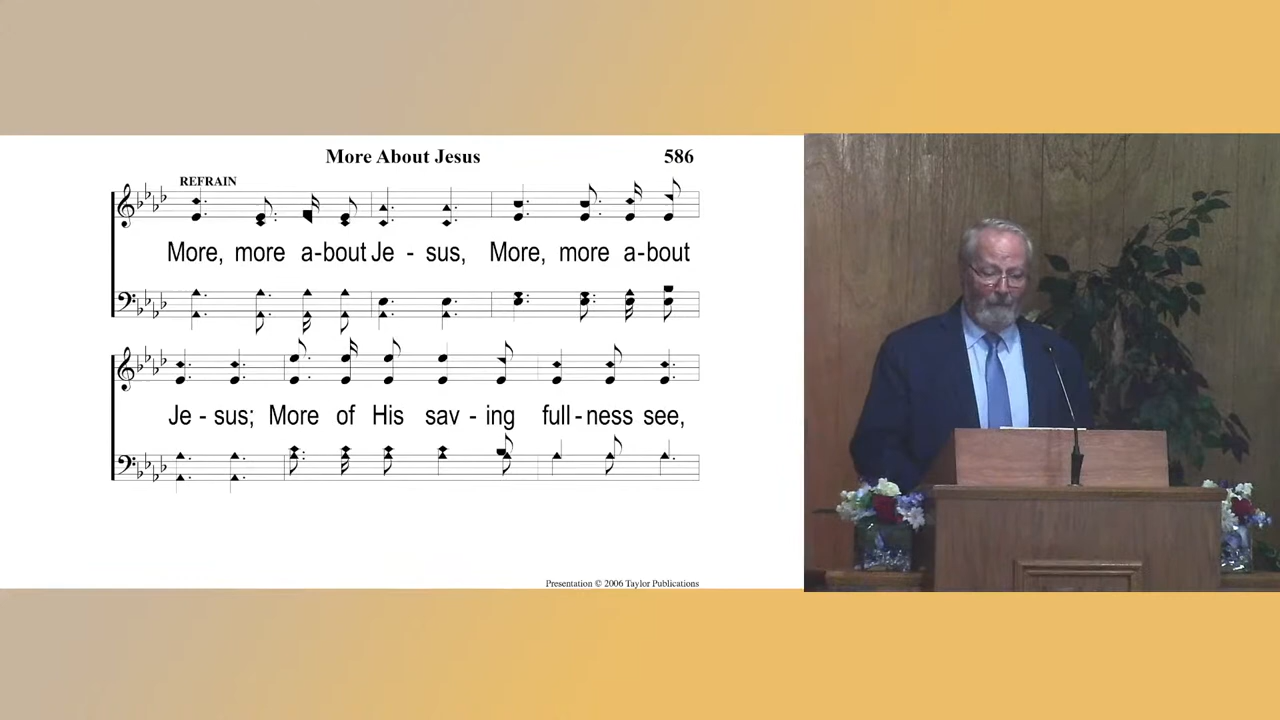 More About Jesus 586
REFRAIN
More, more a-bout Je - sus, More, more a-bout
Je - sus; More of His sav - ing full - ness see,
Presentation © 2006 Taylor Publications